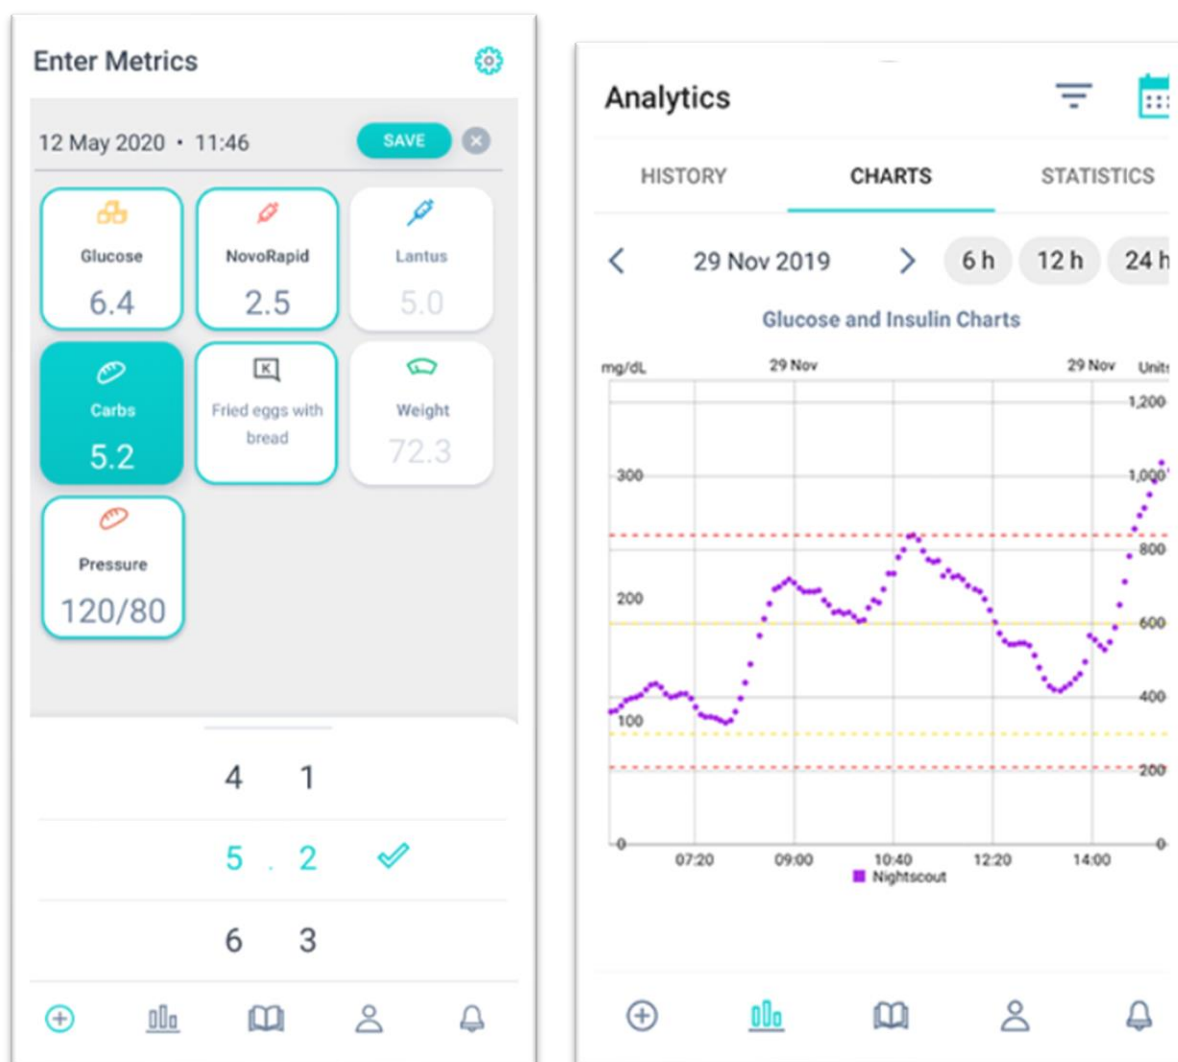 Enter Metrics
12 May 2020 • 11:46 SAVE
Glucose NovoRapid Lantus
6.4 2.5 5.0
K
Carbs Fried eggs with Weight
bread
5.2 72.3
Pressure
120/80
4 1
5 . 2
6 3
Analytics
HISTORY CHARTS STATISTICS
29 Nov 2019 6 h 12 h 24 h
Glucose and Insulin Charts
mg/dL 29 Nov 29 Nov Units
1,200
300 1,000
800
200
600
400
100
200
0 0
07:20 09:00 10:40 12:20 14:00
Nightscout